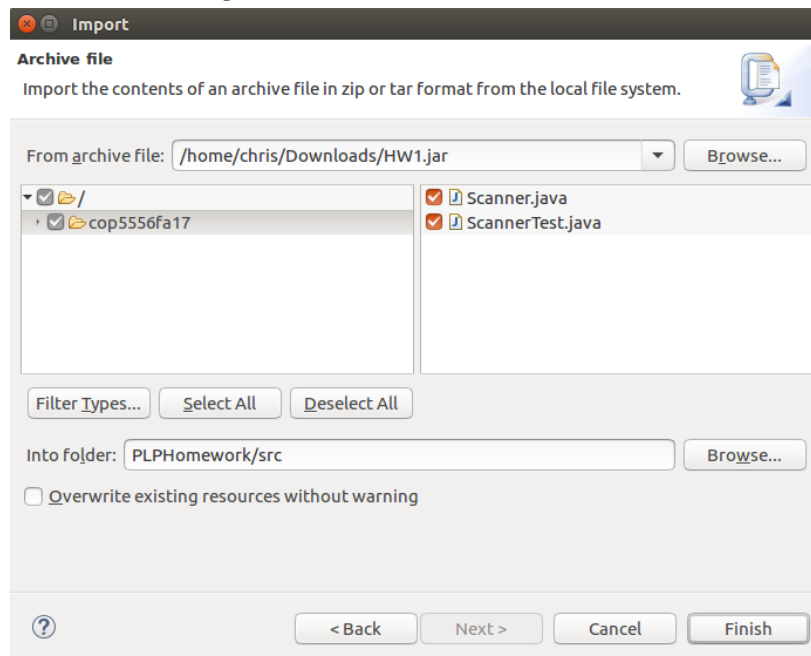 Import
Archive file
Import the contents of an archive file in zip or tar format from the local file system.
From archive file: /home/chris/Downloads/HW1.jar Browse...
/ Scanner.java
cop5556fa17 ScannerTest.java
Filter Types... Select All Deselect All
Into folder: PLPHomework/src Browse...
Overwrite existing resources without warning
? < Back Next > Cancel Finish